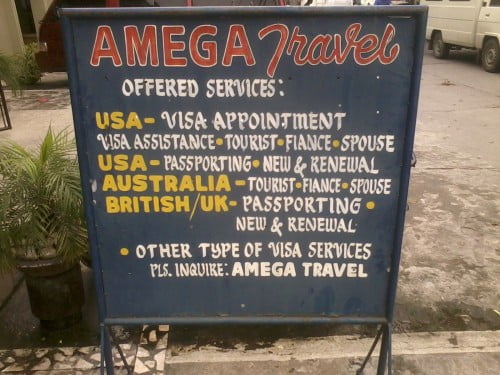 AMEGA Travel
OFFERED SERVICES:
USA- VISA APPOINTMENT
VISA ASSISTANCE • TOURIST • FIANCE • SPOUSE
USA- PASSPORTING • NEW & RENEWAL
AUSTRALIA - TOURIST • FIANCE • SPOUSE
BRITISH/UK- PASSPORTING •
NEW & RENEWAL
• OTHER TYPE OF VISA SERVICES
PLS. INQUIRE: AMEGA TRAVEL